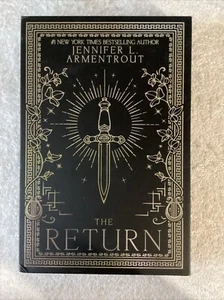 #1 NEW YORK TIMES BESTSELLING AUTHOR
JENNIFER L.
ARMENTROUT
THE
RETURN